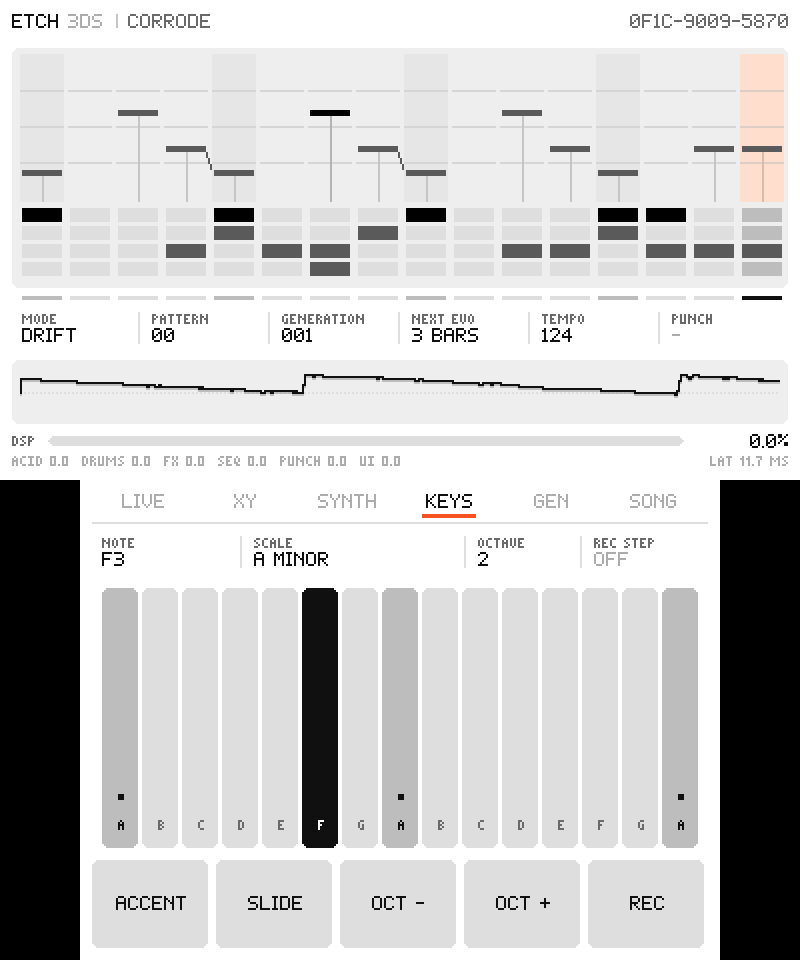 ETCH 3DS | CORRODE 0F1C-9009-5870
MODE PATTERN GENERATION NEXT EVO TEMPO PUNCH
DRIFT 00 001 3 BARS 124 -
DSP 0.0%
ACID 0.0 DRUMS 0.0 FX 0.0 SEQ 0.0 PUNCH 0.0 UI 0.0 LAT 11.7 MS
LIVE XY SYNTH KEYS GEN SONG
NOTE SCALE OCTAVE REC STEP
F3 A MINOR 2 OFF
A B C D E F G A B C D E F G A
ACCENT SLIDE OCT - OCT + REC